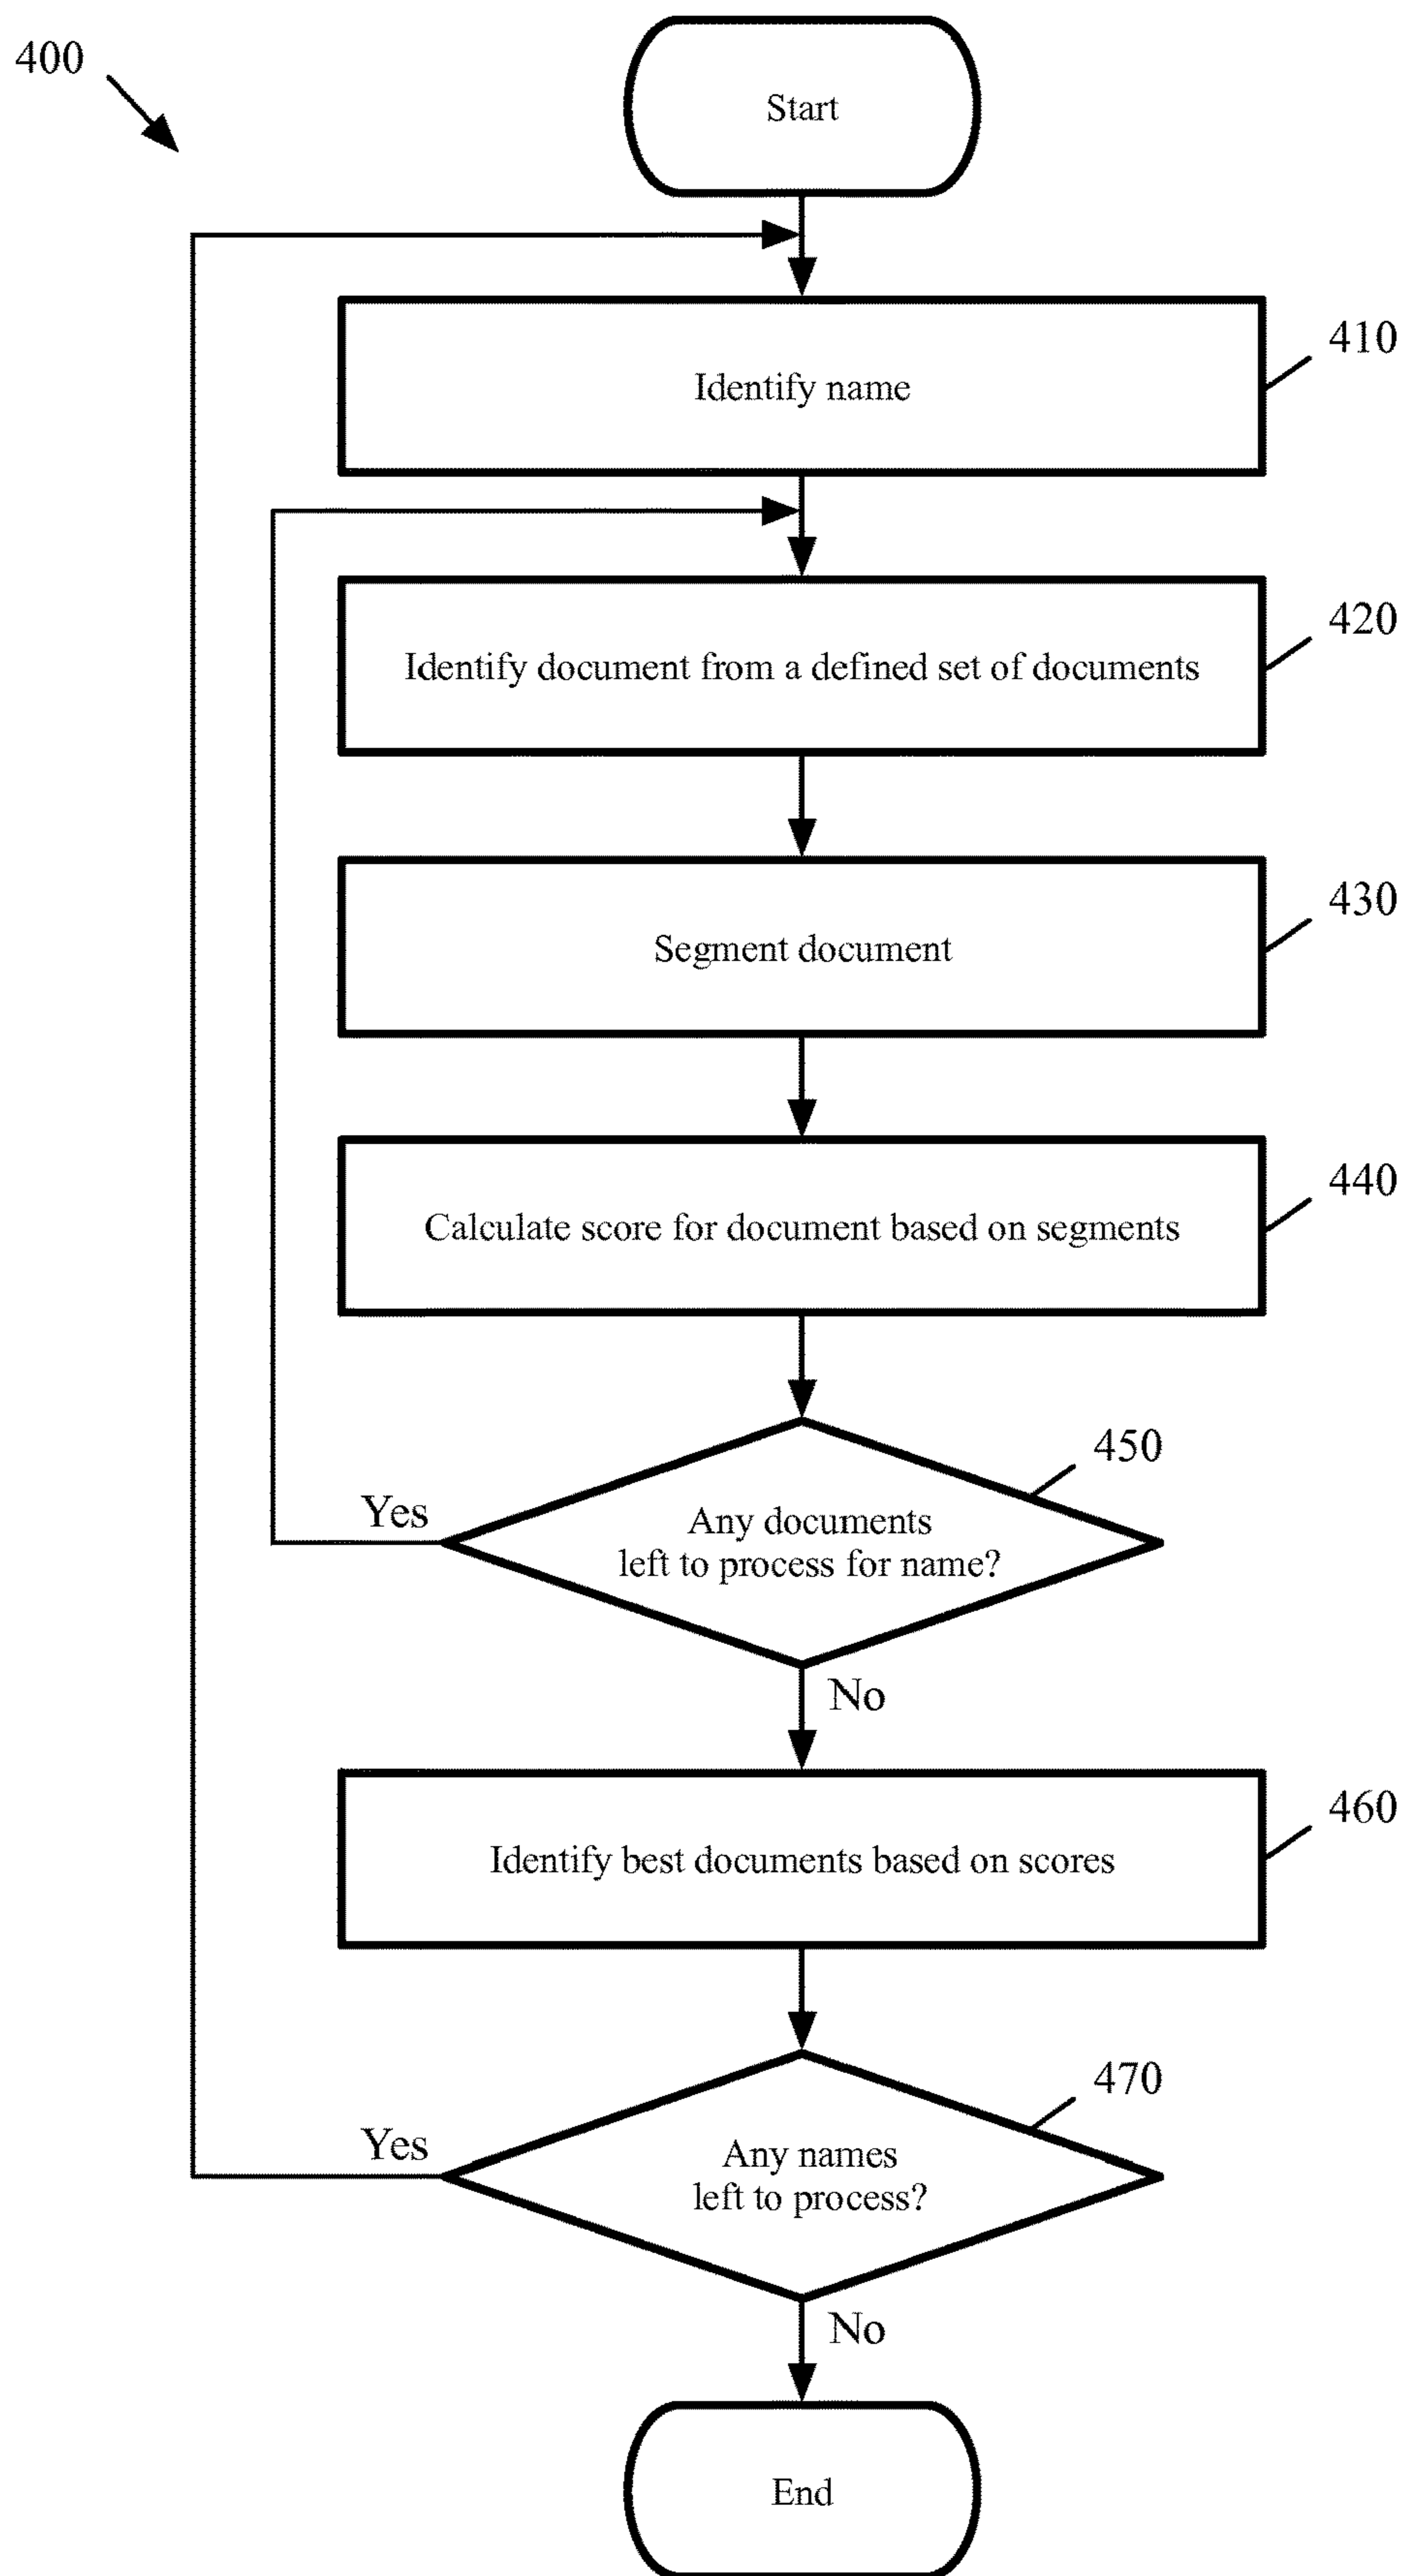 400
Start
Identify name
410
Identify document from a defined set of documents
420
Segment document
430
Calculate score for document based on segments
440
450
Any documents
left to process for name?
Yes
No
Identify best documents based on scores
460
470
Any names
left to process?
Yes
No
End